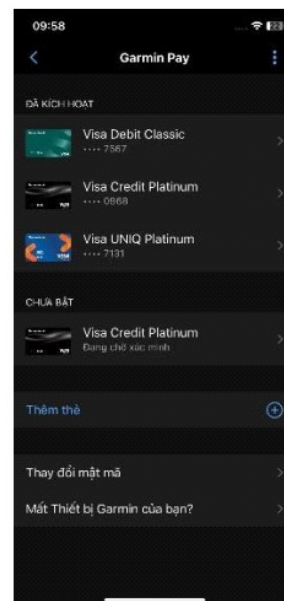 09:58
Garmin Pay
ĐÃ KÍCH HOẠT
Visa Debit Classic
•••• 7567
Visa Credit Platinum
•••• 0968
Visa UNIQ Platinum
•••• 7131
CHƯA BẬT
Visa Credit Platinum
Đang chờ xác minh
Thêm thẻ
Thay đổi mật mã
Mất Thiết bị Garmin của bạn?